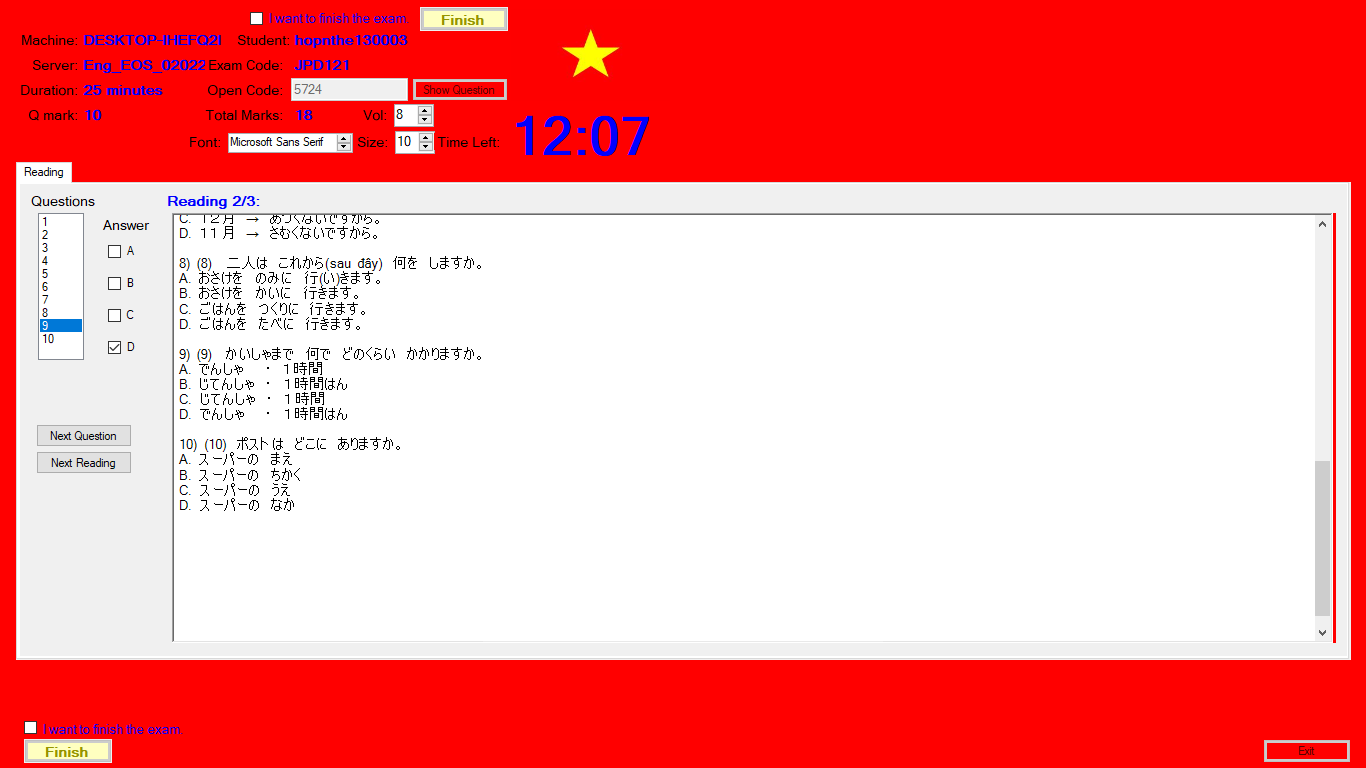 I want to finish the exam.
Finish
Machine: DESKTOP-IHEFQ2I Student: hopnthe130003
Server: Eng_EOS_02022 Exam Code: JPD121
Duration: 25 minutes Open Code: 5724 Show Question
Q mark: 10 Total Marks: 18 Vol: 8
Font: Microsoft Sans Serif Size: 10 Time Left: 12:07
Reading
Questions
Reading 2/3:
1
2
3
4
5
6
7
8
9
10
Answer
A
B
C
D
Next Question
Next Reading
C. １２月 → あつくないですから。
D. １１月 → さむくないですから。
8) (8) 二人は これから(sau đây) 何を しますか。
A. おさけを のみに 行(い)きます。
B. おさけを かいに 行きます。
C. ごはんを つくりに 行きます。
D. ごはんを たべに 行きます。
9) (9) かいしゃまで 何で どのくらい かかりますか。
A. でんしゃ ・ １時間
B. じてんしゃ ・ １時間はん
C. じてんしゃ ・ １時間
D. でんしゃ ・ １時間はん
10) (10) ポストは どこに ありますか。
A. スーパーの まえ
B. スーパーの ちかく
C. スーパーの うえ
D. スーパーの なか
I want to finish the exam.
Finish
Exit